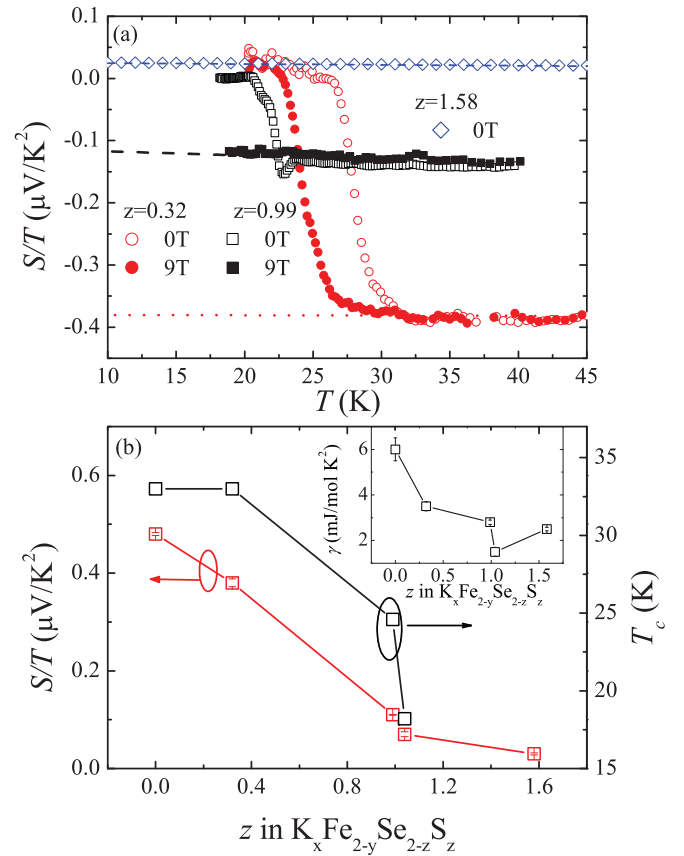 (a)
0.1
0.0
-0.1
-0.2
-0.3
-0.4
S/T (μV/K²)
z=1.58
0T
z=0.32 z=0.99
0T 0T
9T 9T
10 15 20 25 30 35 40 45
T (K)
(b)
0.6
0.4
0.2
0.0
S/T (μV/K²)
35
30
25
20
15
T_c (K)
6
4
2
γ (mJ/mol K²)
0.0 0.5 1.0 1.5
z in KₓFe₂₋ᵧSe₂₋zSz
0.0 0.4 0.8 1.2 1.6
z in KₓFe₂₋ᵧSe₂₋zSz